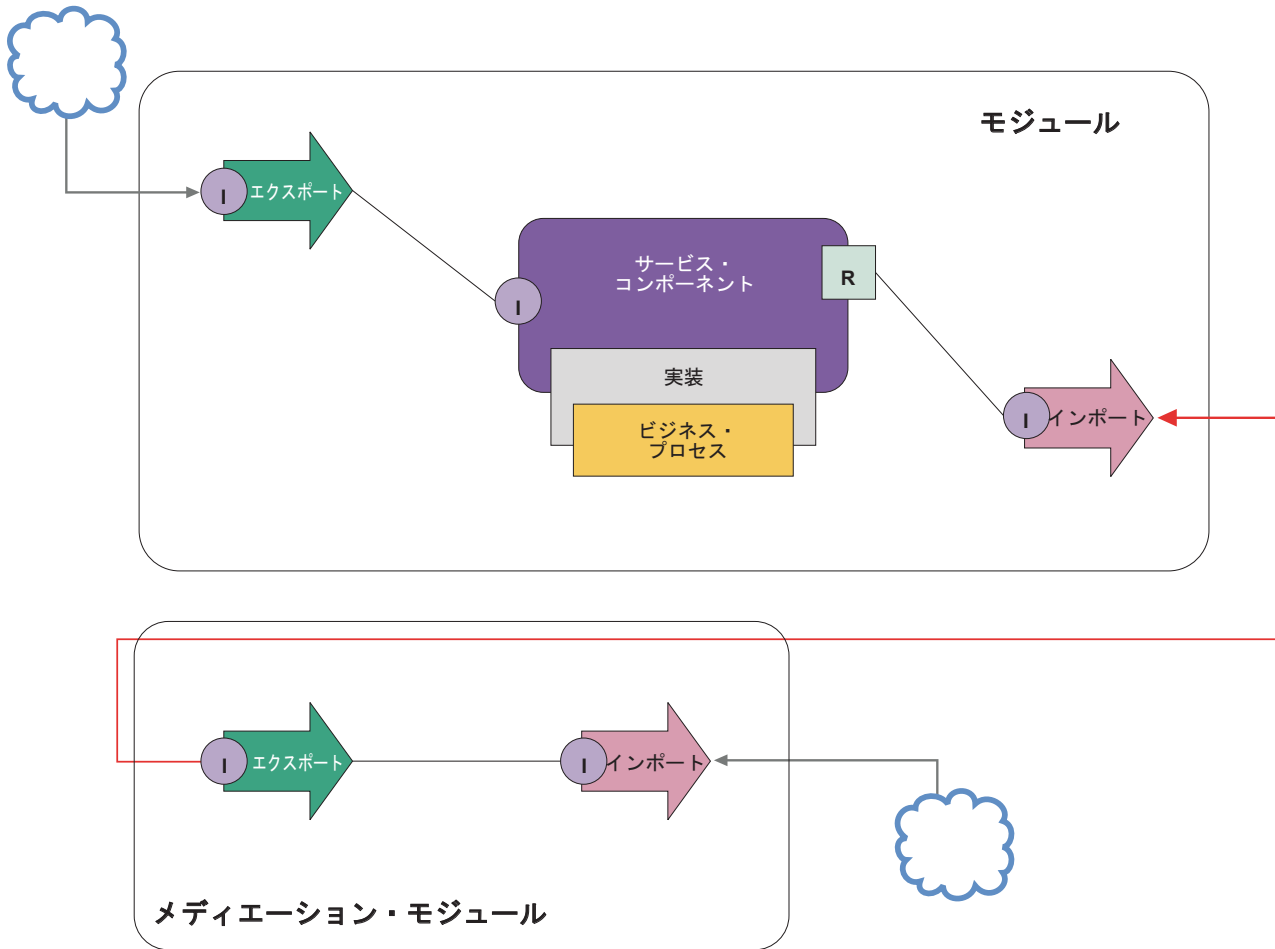 モジュール
I
エクスポート
サービス・
コンポーネント
R
I
実装
ビジネス・
プロセス
I
インポート
I
エクスポート
I
インポート
メディエーション・モジュール